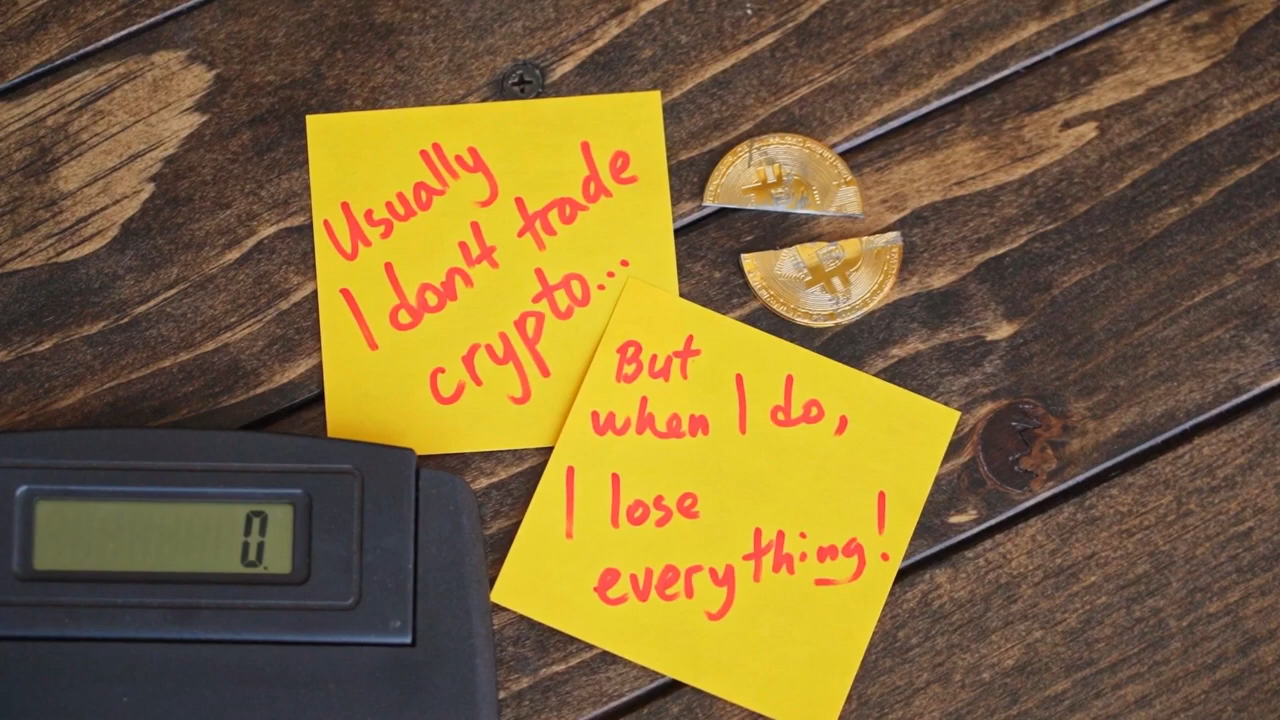 Usually
I don't trade
crypto...
But
when I do,
I lose
everything!
0.